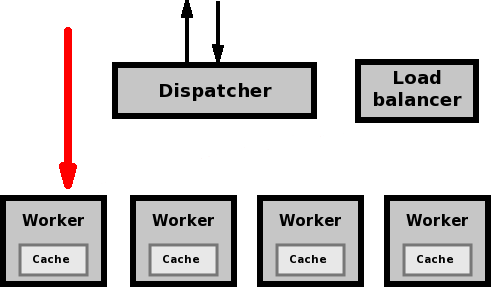 Dispatcher
Load
balancer
Worker
Cache
Worker
Cache
Worker
Cache
Worker
Cache